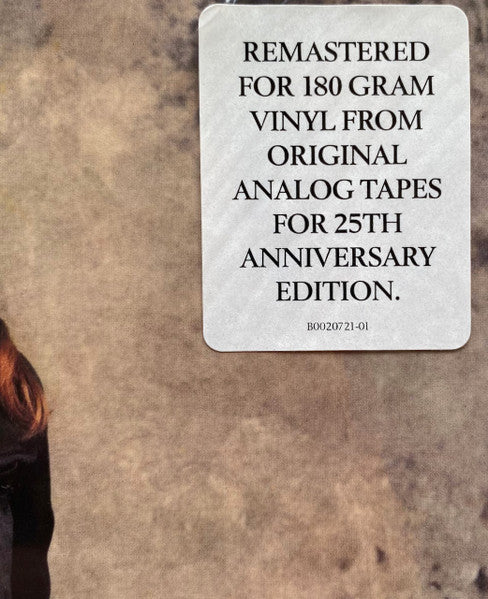 REMASTERED
FOR 180 GRAM
VINYL FROM
ORIGINAL
ANALOG TAPES
FOR 25TH
ANNIVERSARY
EDITION.
B0020721-01